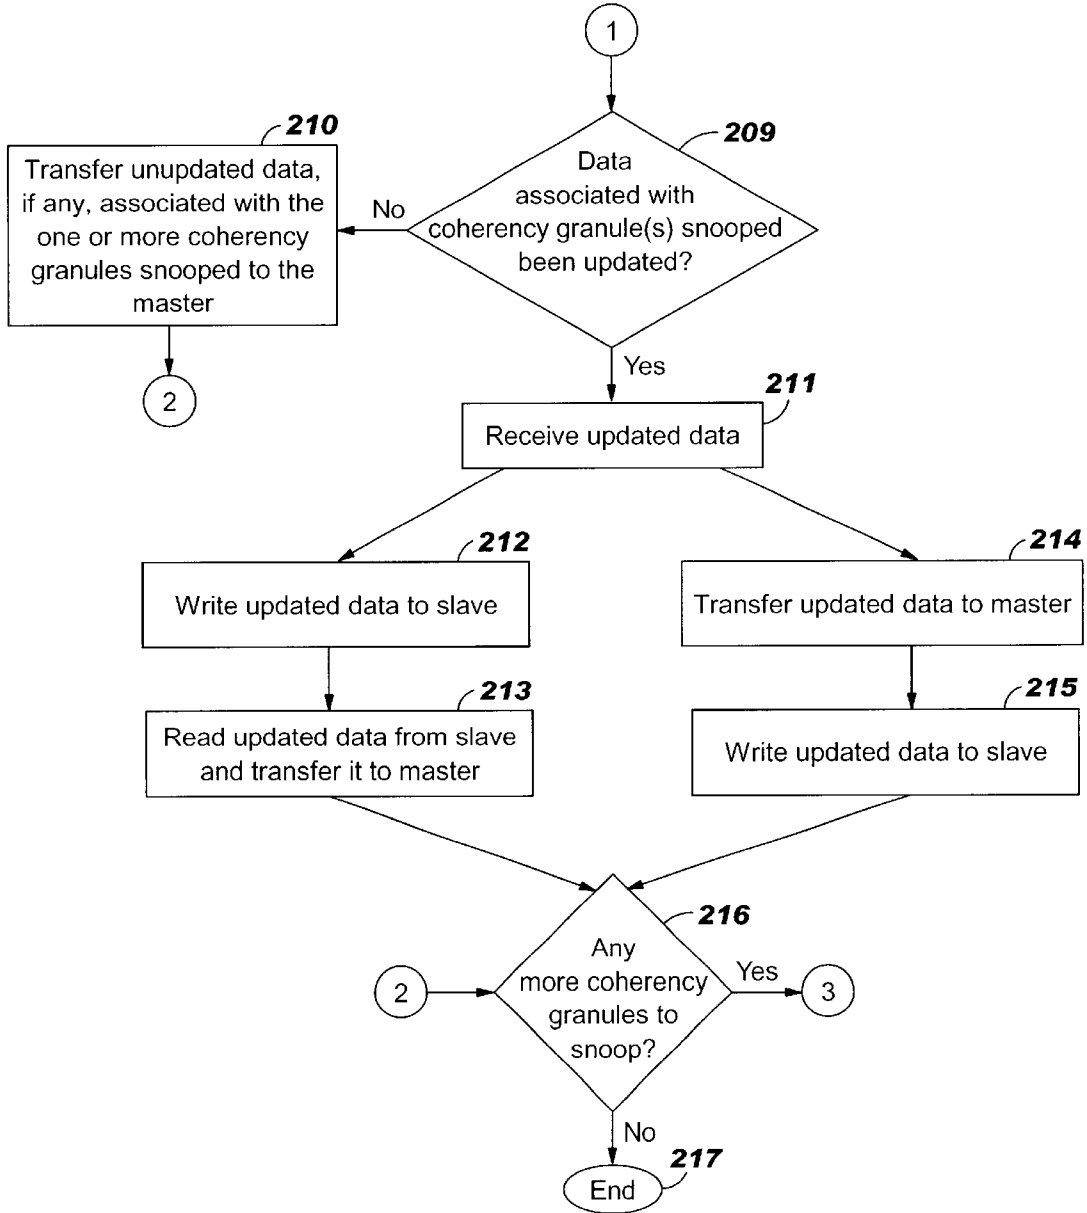 1
210
209
Transfer unupdated data,
if any, associated with the
one or more coherency
granules snooped to the
master
No
Data
associated with
coherency granule(s) snooped
been updated?
Yes
2
211
Receive updated data
212
Write updated data to slave
214
Transfer updated data to master
213
Read updated data from slave
and transfer it to master
215
Write updated data to slave
216
2
Any
more coherency
granules to
snoop?
Yes
3
No
217
End